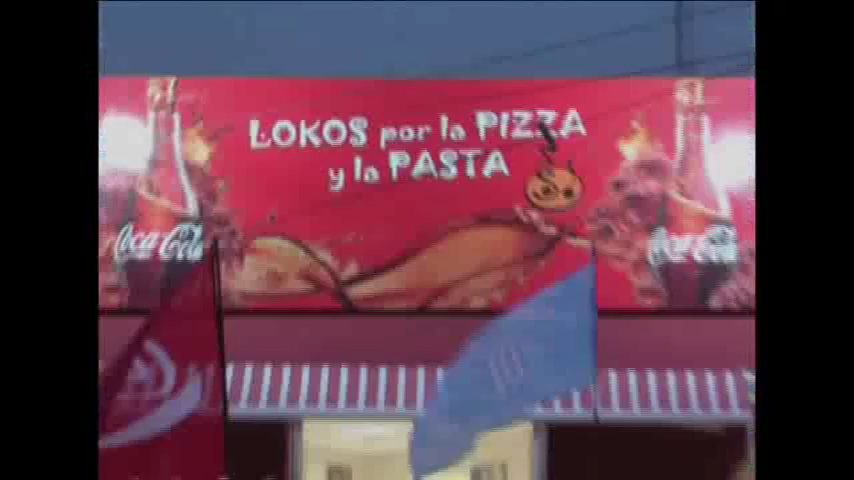 LOKOS por la PIZZA
y la PASTA
Coca-Cola
Coca-Cola